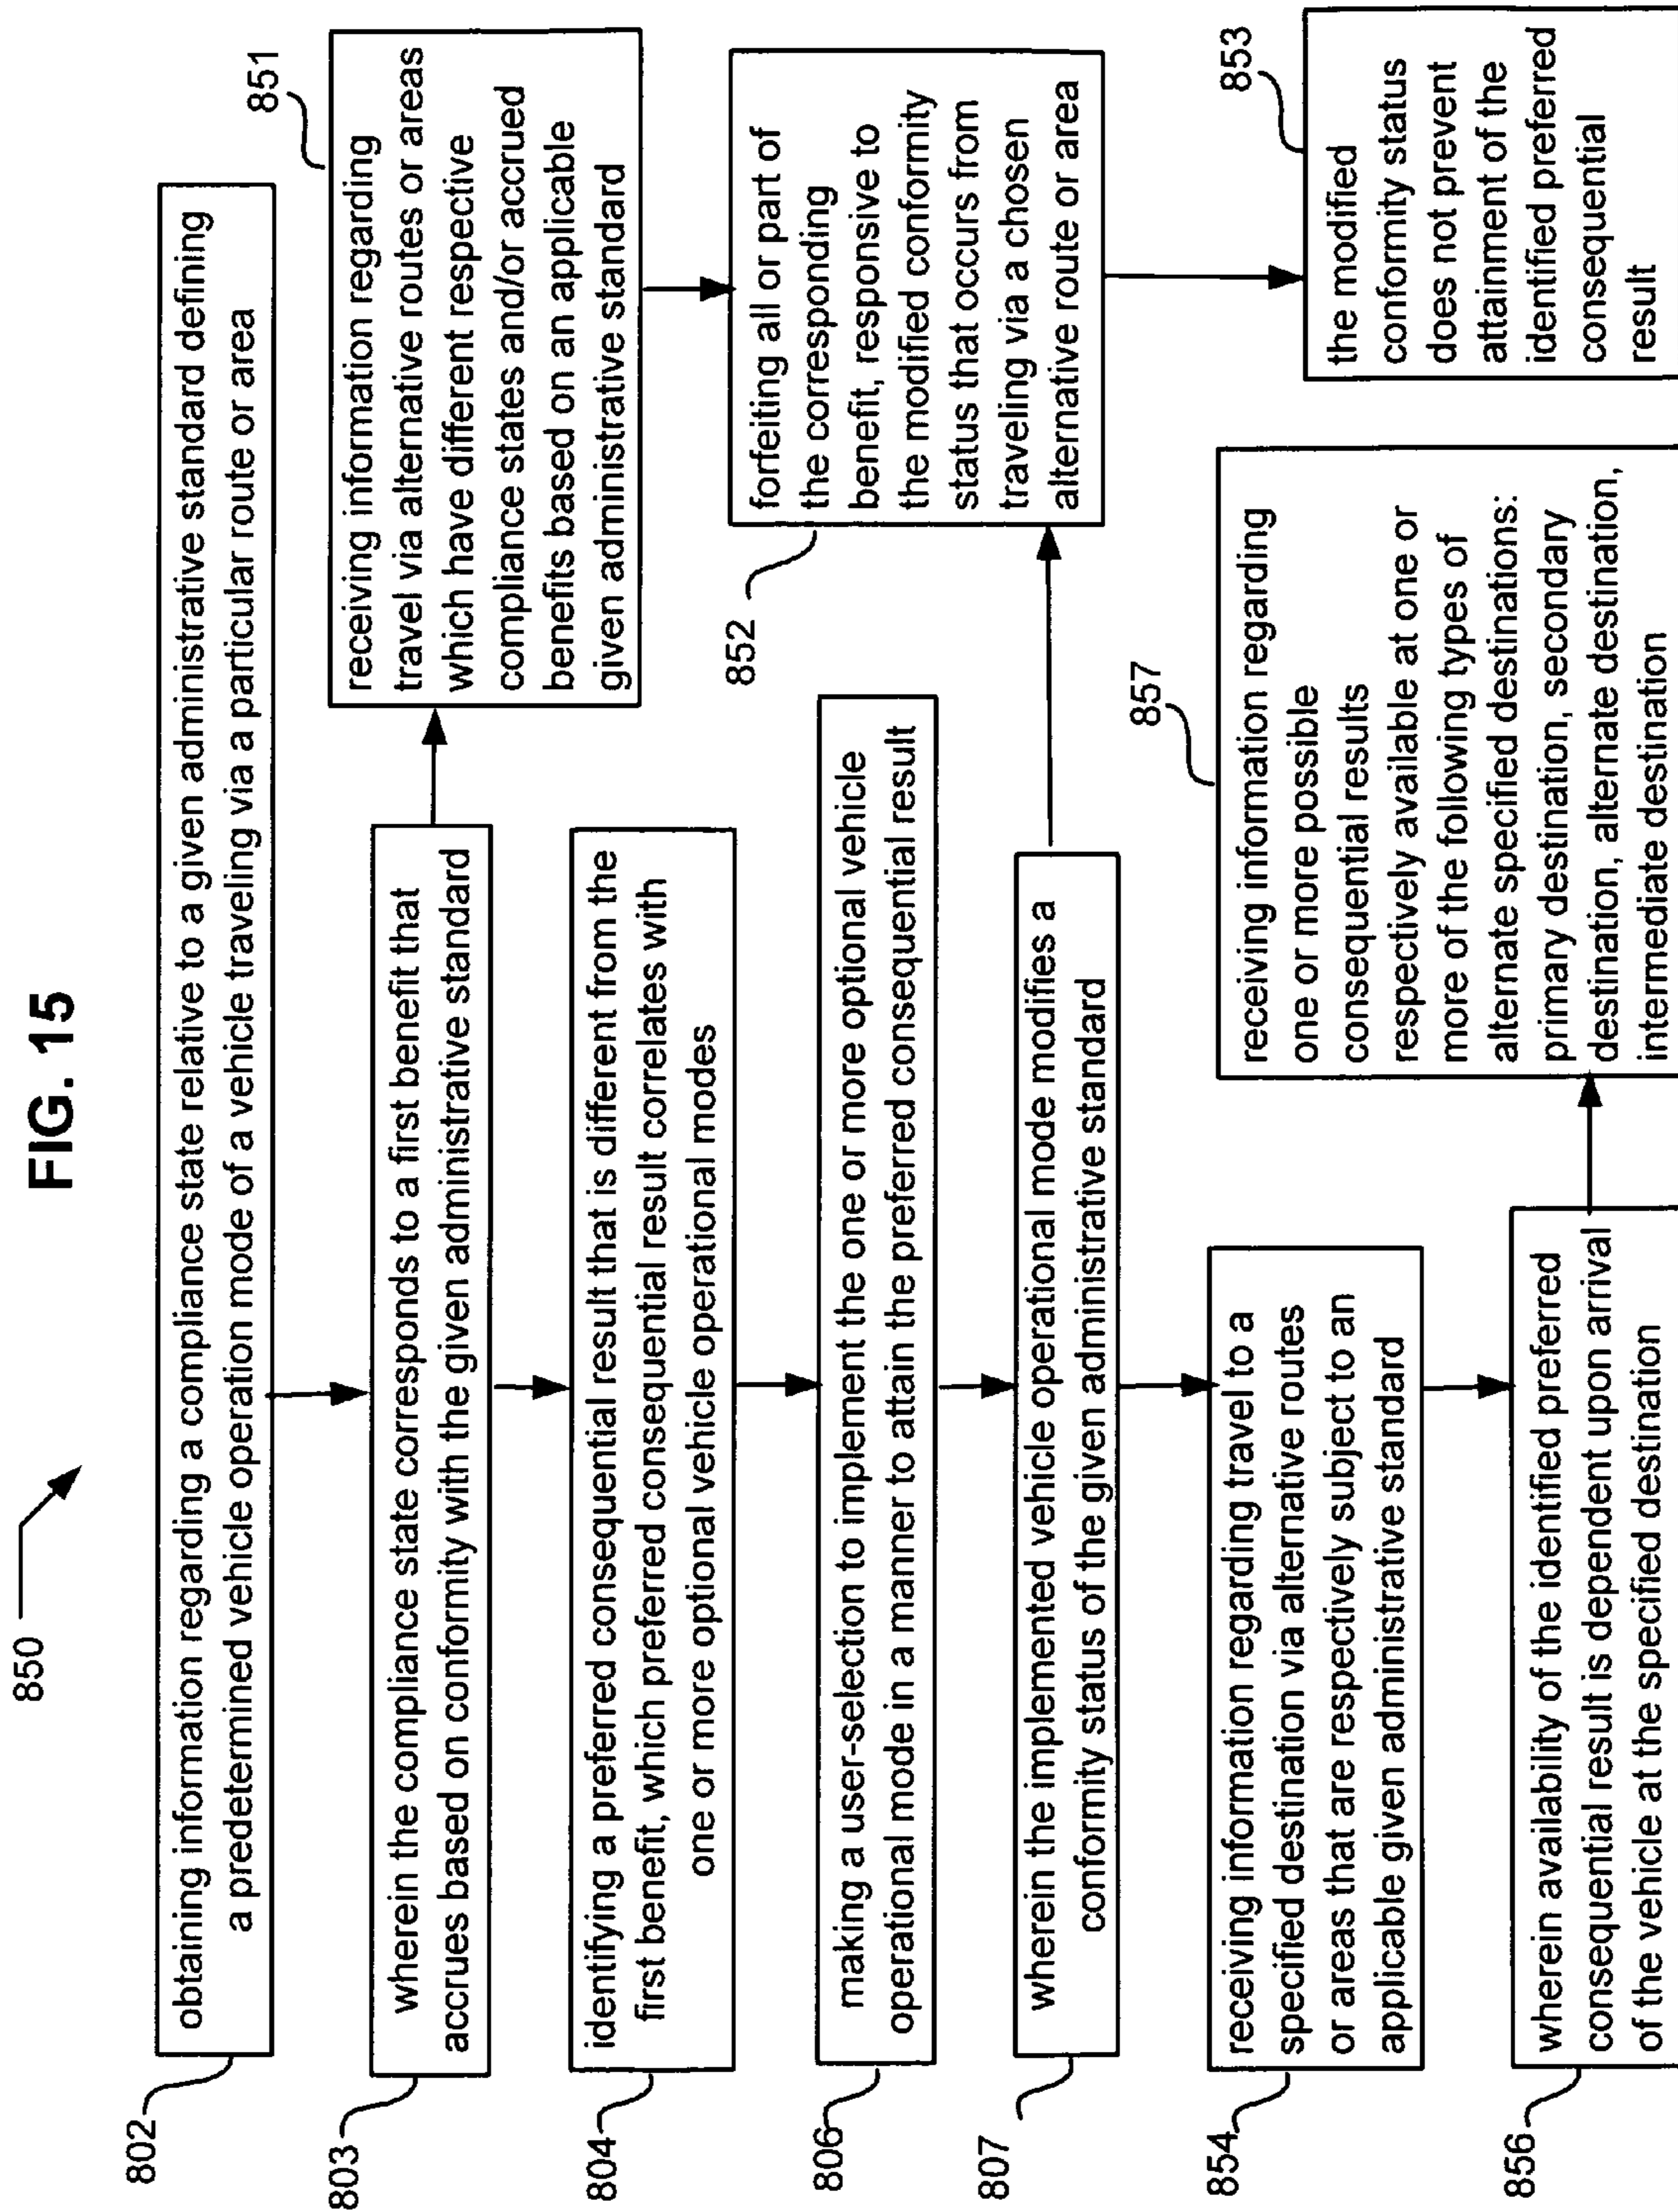 FIG. 15
850
802
obtaining information regarding a compliance state relative to a given administrative standard defining
a predetermined vehicle operation mode of a vehicle traveling via a particular route or area
803
wherein the compliance state corresponds to a first benefit that
accrues based on conformity with the given administrative standard
851
receiving information regarding
travel via alternative routes or areas
which have different respective
compliance states and/or accrued
benefits based on an applicable
given administrative standard
804
identifying a preferred consequential result that is different from the
first benefit, which preferred consequential result correlates with
one or more optional vehicle operational modes
806
making a user-selection to implement the one or more optional vehicle
operational mode in a manner to attain the preferred consequential result
852
forfeiting all or part of
the corresponding
benefit, responsive to
the modified conformity
status that occurs from
traveling via a chosen
alternative route or area
807
wherein the implemented vehicle operational mode modifies a
conformity status of the given administrative standard
854
receiving information regarding travel to a
specified destination via alternative routes
or areas that are respectively subject to an
applicable given administrative standard
857
receiving information regarding
one or more possible
consequential results
respectively available at one or
more of the following types of
alternate specified destinations:
primary destination, secondary
destination, alternate destination,
intermediate destination
853
the modified
conformity status
does not prevent
attainment of the
identified preferred
consequential
result
856
wherein availability of the identified preferred
consequential result is dependent upon arrival
of the vehicle at the specified destination